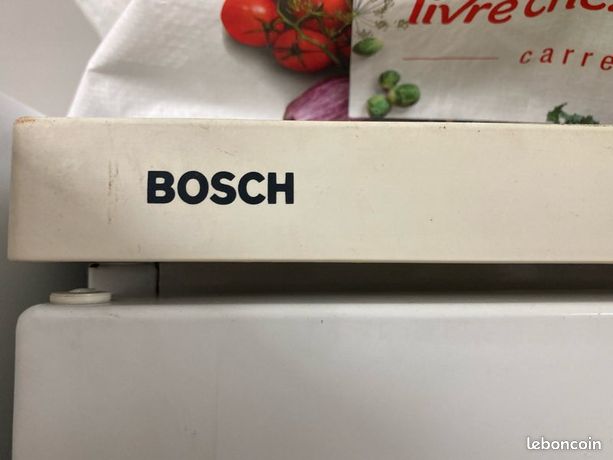 livre che
carre
BOSCH
leboncoin